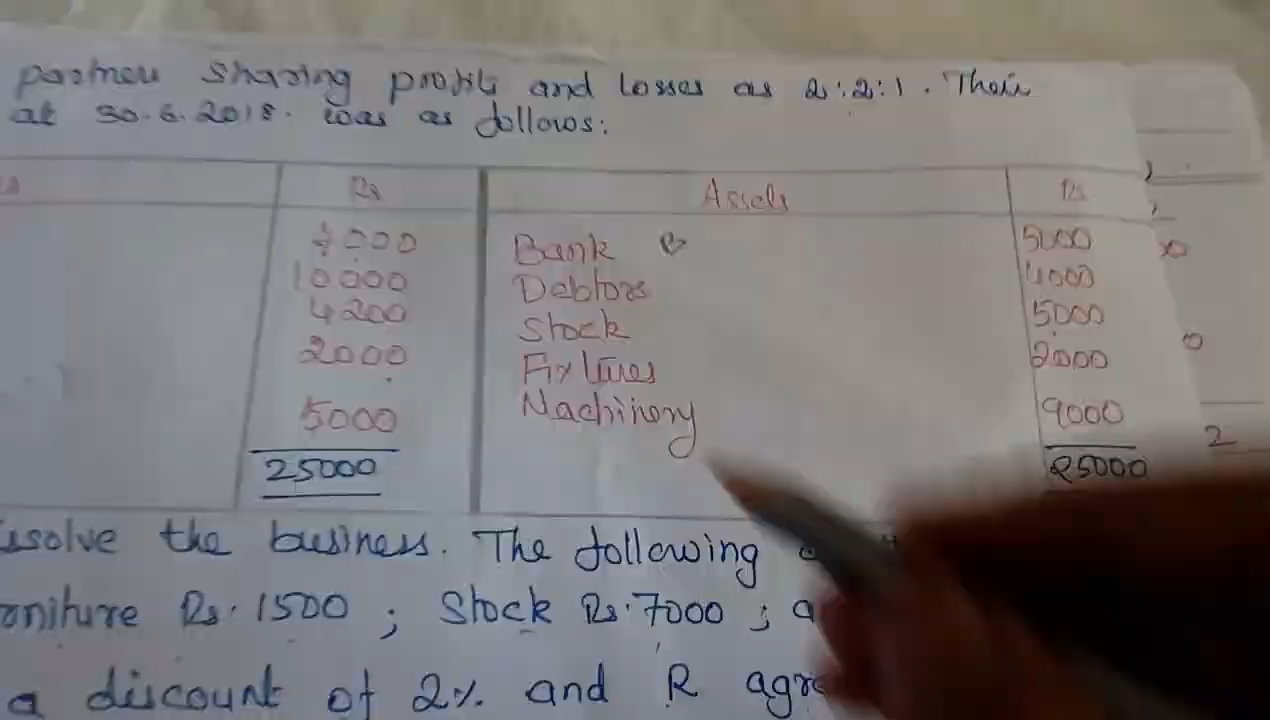 partners sharing profits and losses as 2:2:1. Their
at 30.6.2018. was as follows:
Rs Assets Rs
000 Bank 5000
10000 Debtors 4000
4200 Stock 5000
2000 Fixtures 2000
5000 Machinery 9000
25000 25000
issolve the business. The following
rniture Rs. 1500 ; Stock Rs. 7000 ;
a discount of 2% and R agre